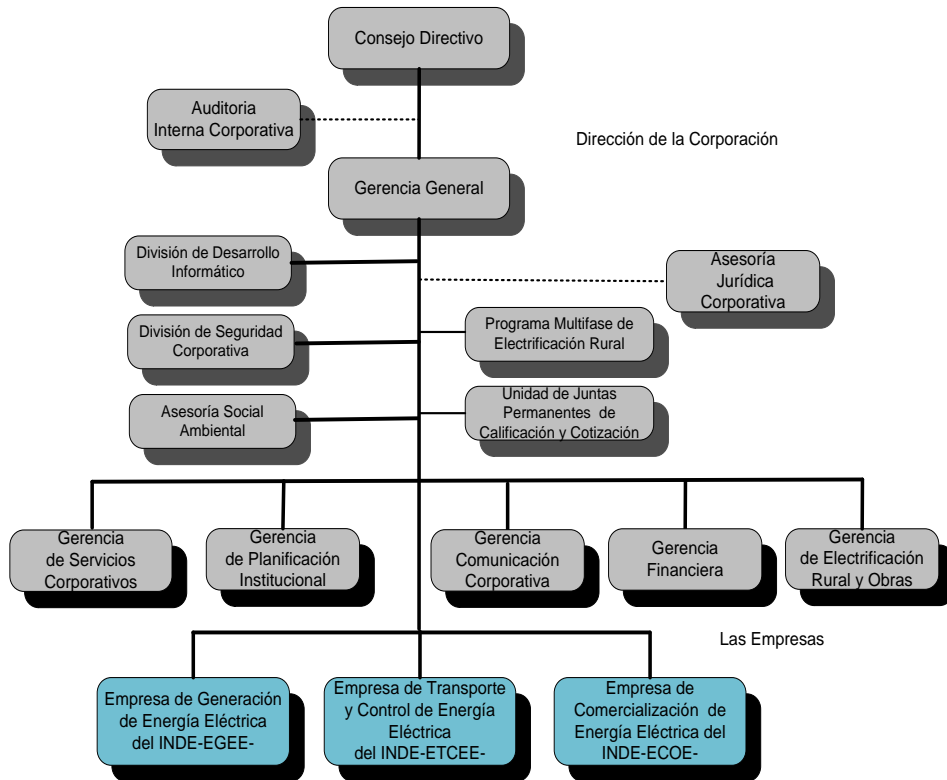 Consejo Directivo
Auditoria
Interna Corporativa
Dirección de la Corporación
Gerencia General
División de Desarrollo
Informático
Asesoría
Jurídica
Corporativa
División de Seguridad
Corporativa
Programa Multifase de
Electrificación Rural
Asesoría Social
Ambiental
Unidad de Juntas
Permanentes de
Calificación y Cotización
Gerencia
de Servicios
Corporativos
Gerencia
de Planificación
Institucional
Gerencia
Comunicación
Corporativa
Gerencia
Financiera
Gerencia
de Electrificación
Rural y Obras
Las Empresas
Empresa de Generación
de Energía Eléctrica
del INDE-EGEE-
Empresa de Transporte
y Control de Energía
Eléctrica
del INDE-ETCEE-
Empresa de
Comercialización de
Energía Eléctrica del
INDE-ECOE-